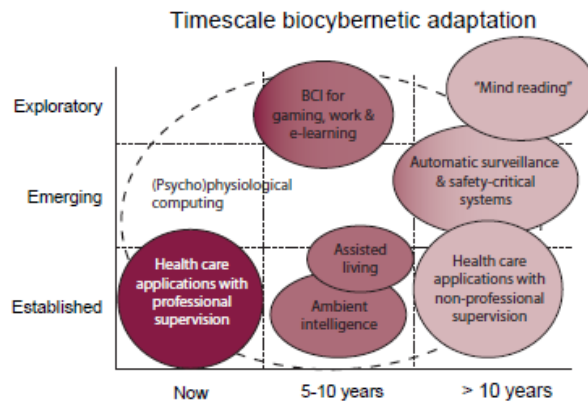 Timescale biocybernetic adaptation
Exploratory
Emerging
Established
BCI for
gaming, work &
e-learning
"Mind reading"
(Psycho)physiological
computing
Automatic surveillance
& safety-critical
systems
Health care
applications with
professional
supervision
Assisted
living
Ambient
intelligence
Health care
applications with
non-professional
supervision
Now
5-10 years
> 10 years